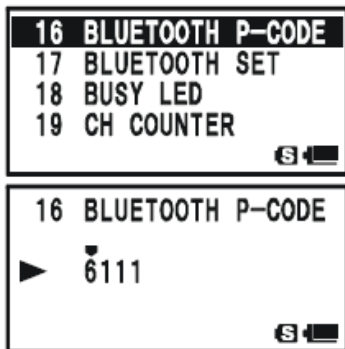 16 BLUETOOTH P-CODE
17 BLUETOOTH SET
18 BUSY LED
19 CH COUNTER
S
16 BLUETOOTH P-CODE
6111
S